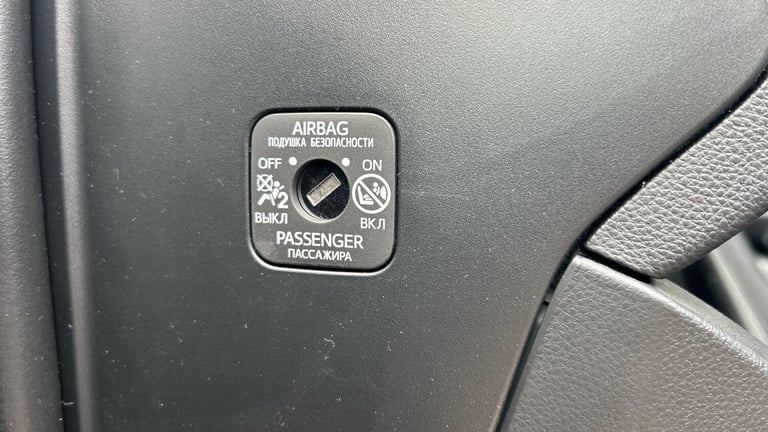 AIRBAG
ПОДУШКА БЕЗОПАСНОСТИ
OFF ON
2
ВЫКЛ ВКЛ
PASSENGER
ПАССАЖИРА